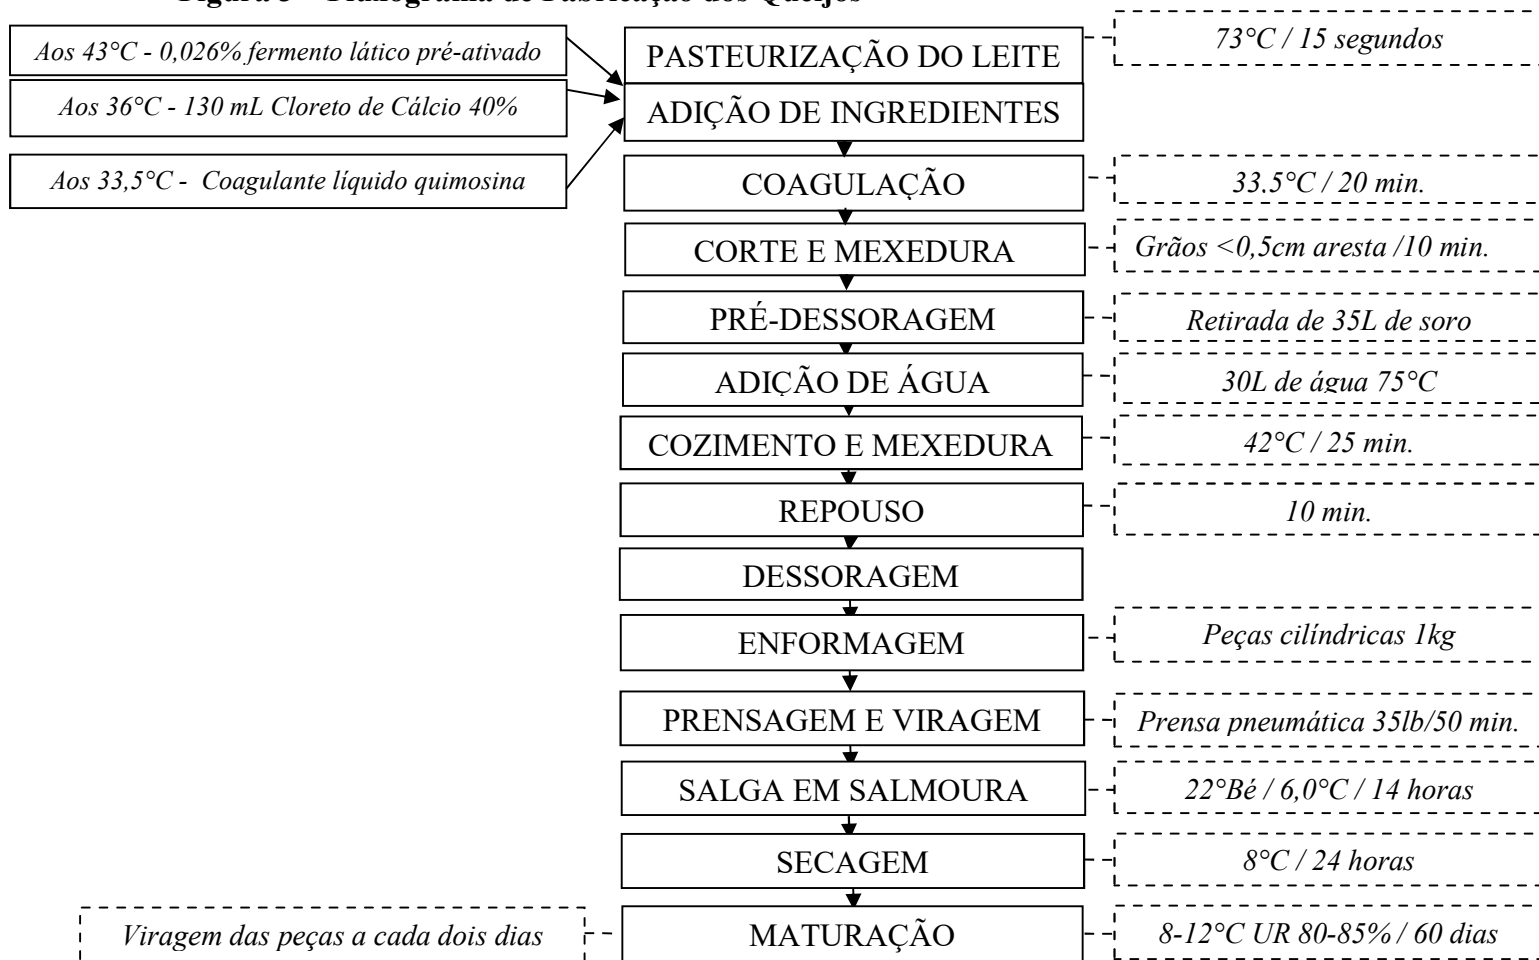 Figura 3 – Fluxograma de Fabricação dos Queijos
Aos 43°C - 0,026% fermento lático pré-ativado
PASTEURIZAÇÃO DO LEITE
73°C / 15 segundos
Aos 36°C - 130 mL Cloreto de Cálcio 40%
ADIÇÃO DE INGREDIENTES
Aos 33,5°C - Coagulante líquido quimosina
COAGULAÇÃO
33,5°C / 20 min.
CORTE E MEXEDURA
Grãos <0,5cm aresta /10 min.
PRÉ-DESSORAGEM
Retirada de 35L de soro
ADIÇÃO DE ÁGUA
30L de água 75°C
COZIMENTO E MEXEDURA
42°C / 25 min.
REPOUSO
10 min.
DESSORAGEM
ENFORMAGEM
Peças cilíndricas 1kg
PRENSAGEM E VIRAGEM
Prensa pneumática 35lb/50 min.
SALGA EM SALMOURA
22°Bé / 6,0°C / 14 horas
SECAGEM
8°C / 24 horas
Viragem das peças a cada dois dias
MATURAÇÃO
8-12°C UR 80-85% / 60 dias